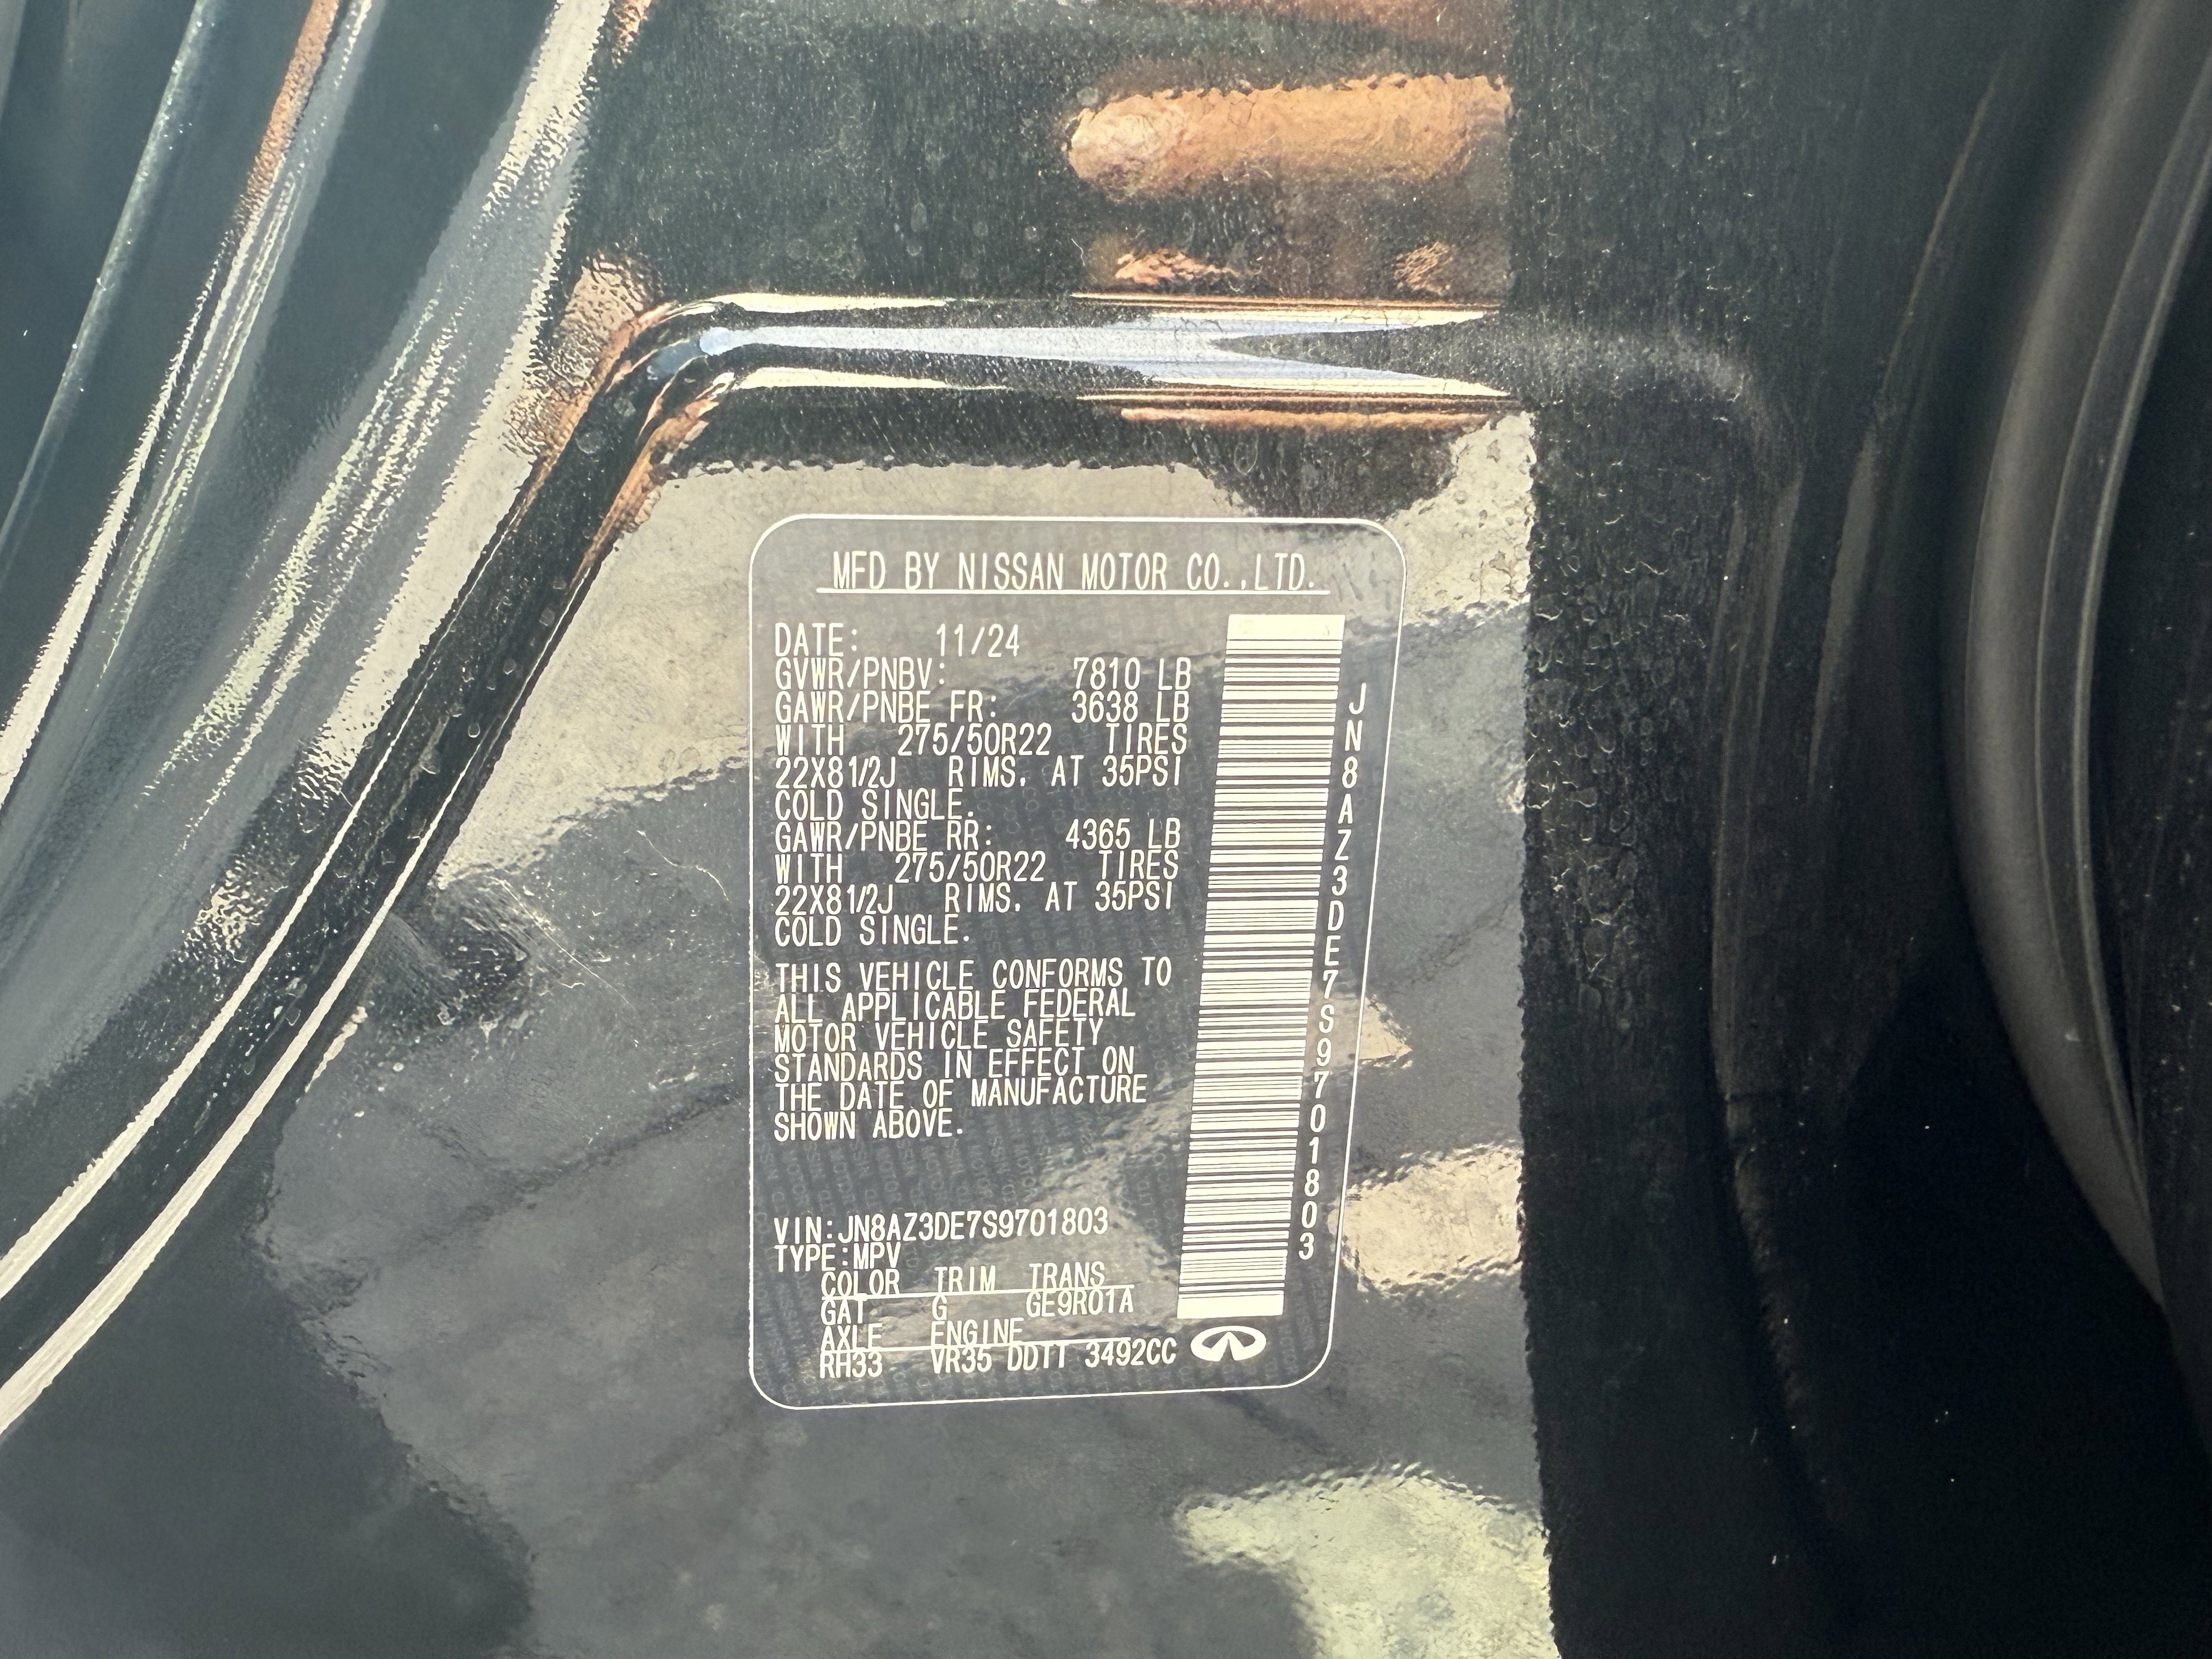 MFD BY NISSAN MOTOR CO.,LTD.
DATE: 11/24
GVWR/PNBV: 7810 LB
GAWR/PNBE FR: 3638 LB
WITH 275/50R22 TIRES
22X81/2J RIMS, AT 35PSI
COLD SINGLE.
GAWR/PNBE RR: 4365 LB
WITH 275/50R22 TIRES
22X81/2J RIMS, AT 35PSI
COLD SINGLE.
THIS VEHICLE CONFORMS TO
ALL APPLICABLE FEDERAL
MOTOR VEHICLE SAFETY
STANDARDS IN EFFECT ON
THE DATE OF MANUFACTURE
SHOWN ABOVE.
VIN:JN8AZ3DE7S9701803
TYPE:MPV
COLOR TRIM TRANS
GAT G GE9R01A
AXLE ENGINE
RH33 VR35 DDTT 3492CC
JN8AZ3DE7S9701803